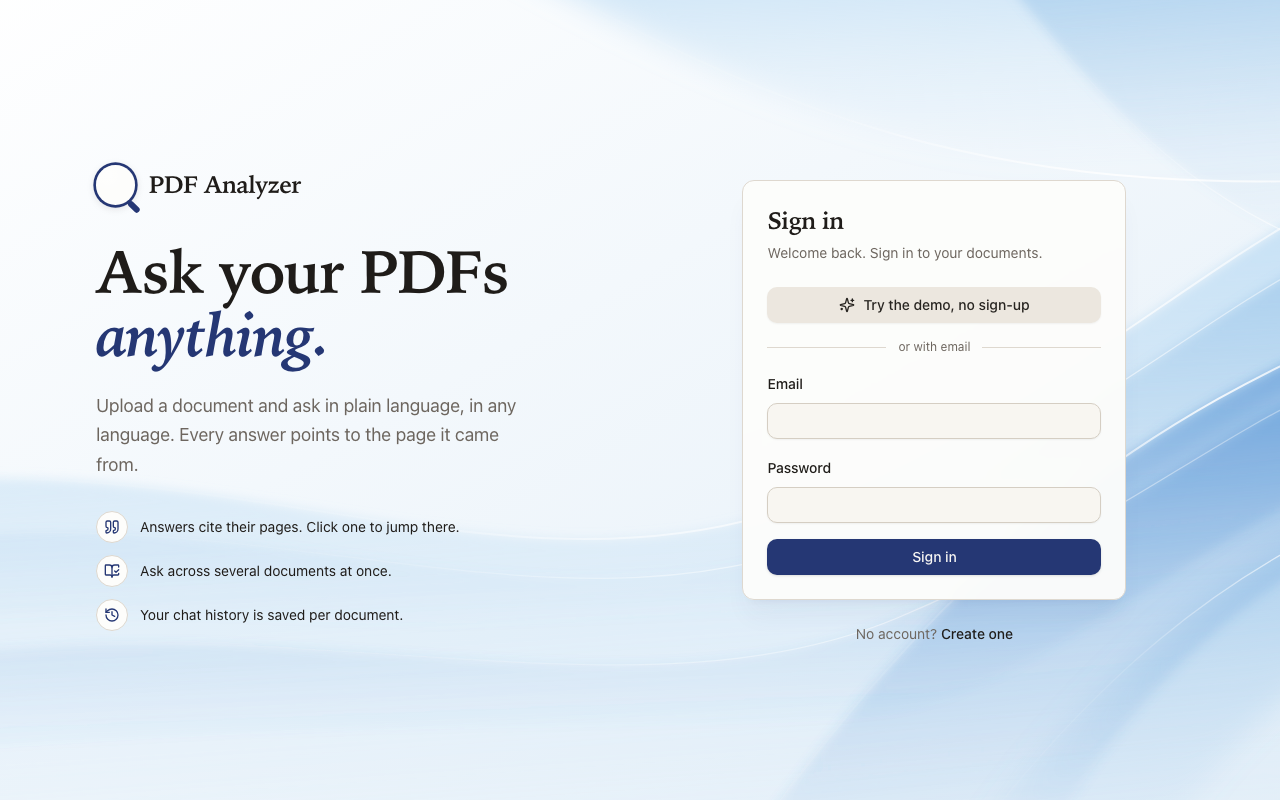 PDF Analyzer
Ask your PDFs
anything.
Upload a document and ask in plain language, in any
language. Every answer points to the page it came
from.
Answers cite their pages. Click one to jump there.
Ask across several documents at once.
Your chat history is saved per document.
Sign in
Welcome back. Sign in to your documents.
Try the demo, no sign-up
or with email
Email
Password
Sign in
No account? Create one